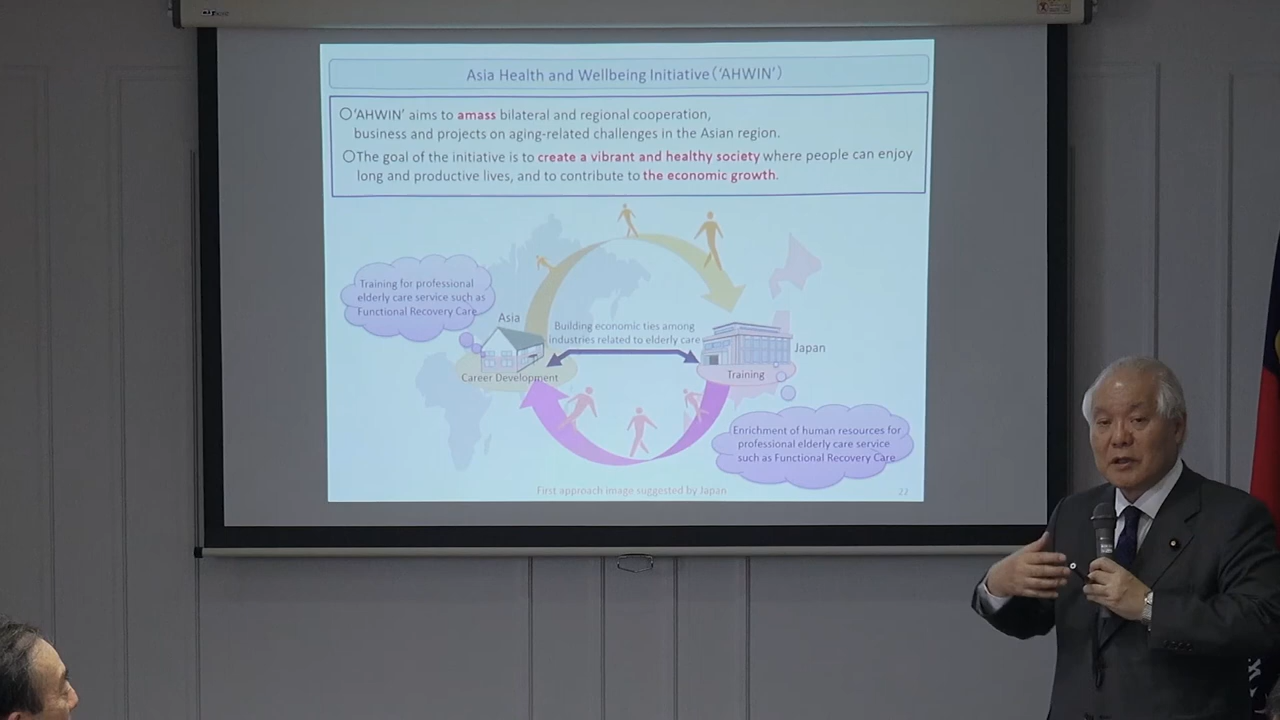 Asia Health and Wellbeing Initiative(‘AHWIN’)
○‘AHWIN’ aims to amass bilateral and regional cooperation,
business and projects on aging-related challenges in the Asian region.
○The goal of the initiative is to create a vibrant and healthy society where people can enjoy
long and productive lives, and to contribute to the economic growth.
Training for professional
elderly care service such as
Functional Recovery Care
Asia
Career Development
Building economic ties among
industries related to elderly care
Japan
Training
Enrichment of human resources for
professional elderly care service
such as Functional Recovery Care
First approach image suggested by Japan
22